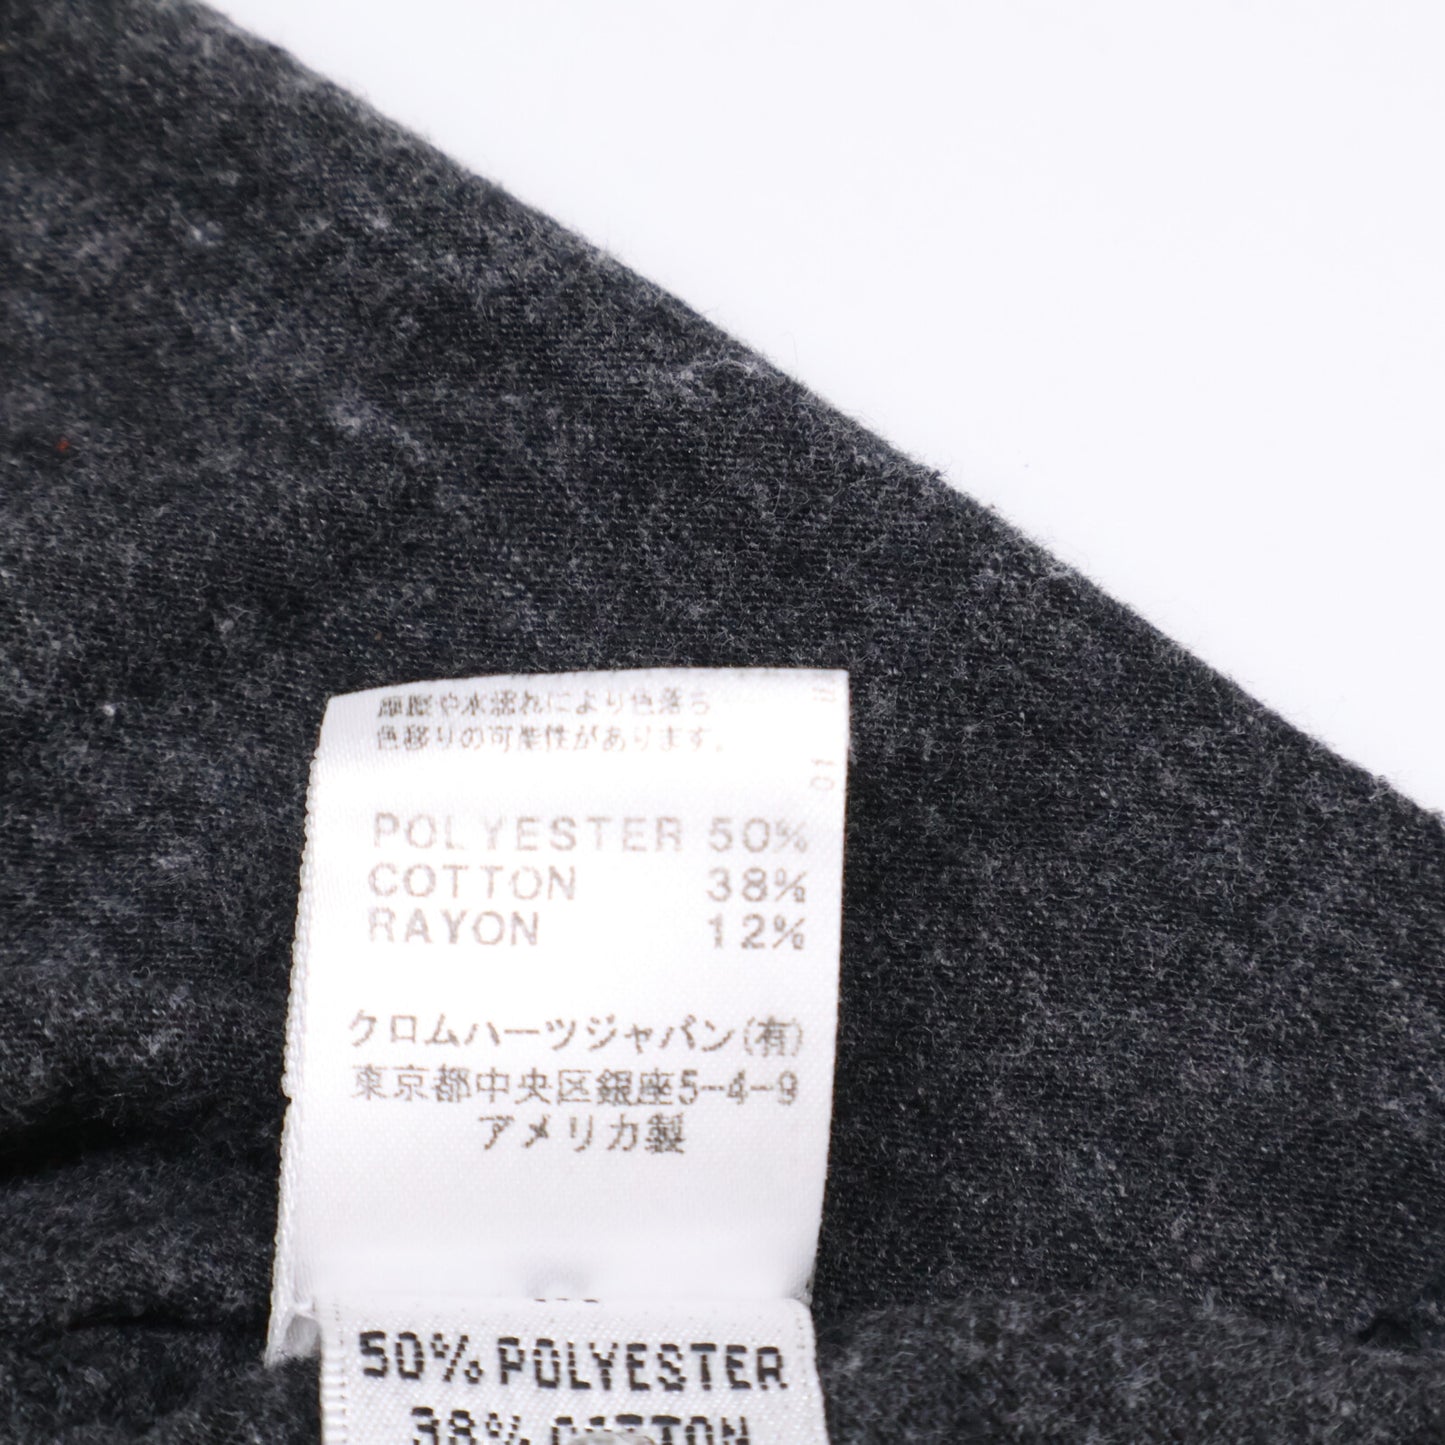 摩擦や水濡れにより色落ち
色移りの可能性があります。
01
POLYESTER 50%
COTTON 38%
RAYON 12%
クロムハーツジャパン(有)
東京都中央区銀座5-4-9
アメリカ製
50% POLYESTER
38% COTTON